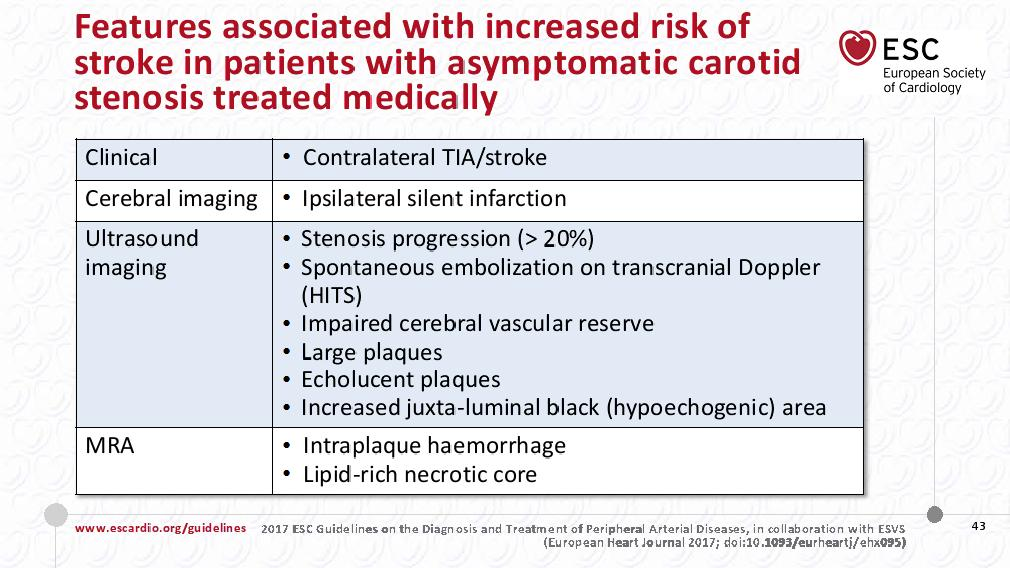 Features associated with increased risk of
stroke in patients with asymptomatic carotid
stenosis treated medically
ESC
European Society
of Cardiology
Clinical
• Contralateral TIA/stroke
Cerebral imaging
• Ipsilateral silent infarction
Ultrasound
imaging
• Stenosis progression (> 20%)
• Spontaneous embolization on transcranial Doppler
(HITS)
• Impaired cerebral vascular reserve
• Large plaques
• Echolucent plaques
• Increased juxta-luminal black (hypoechogenic) area
MRA
• Intraplaque haemorrhage
• Lipid-rich necrotic core
www.escardio.org/guidelines
2017 ESC Guidelines on the Diagnosis and Treatment of Peripheral Arterial Diseases, in collaboration with ESVS
(European Heart Journal 2017; doi:10.1093/eurheartj/ehx095)
43